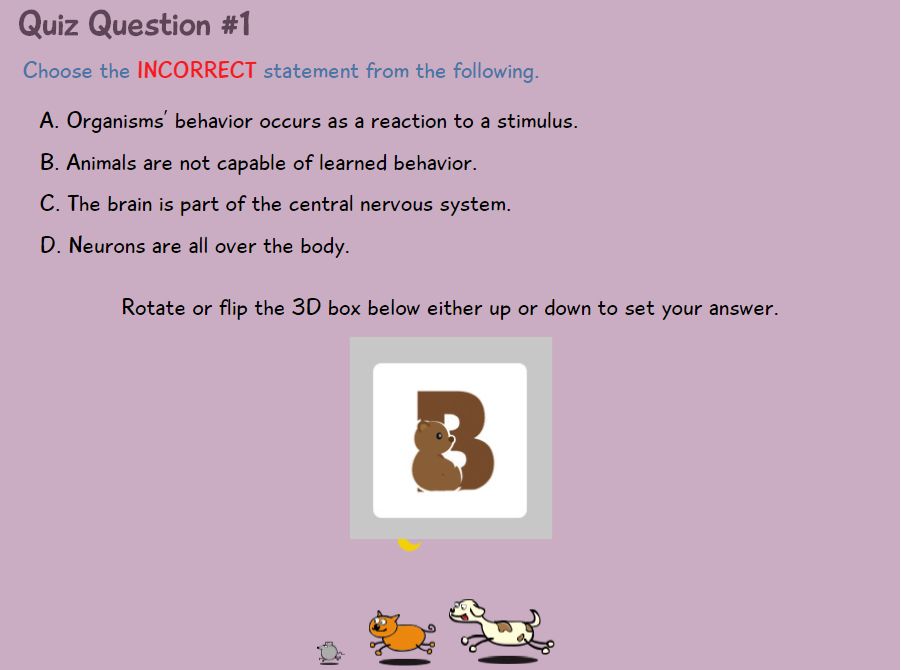 Quiz Question #1
Choose the INCORRECT statement from the following.
A. Organisms' behavior occurs as a reaction to a stimulus.
B. Animals are not capable of learned behavior.
C. The brain is part of the central nervous system.
D. Neurons are all over the body.
Rotate or flip the 3D box below either up or down to set your answer.
B